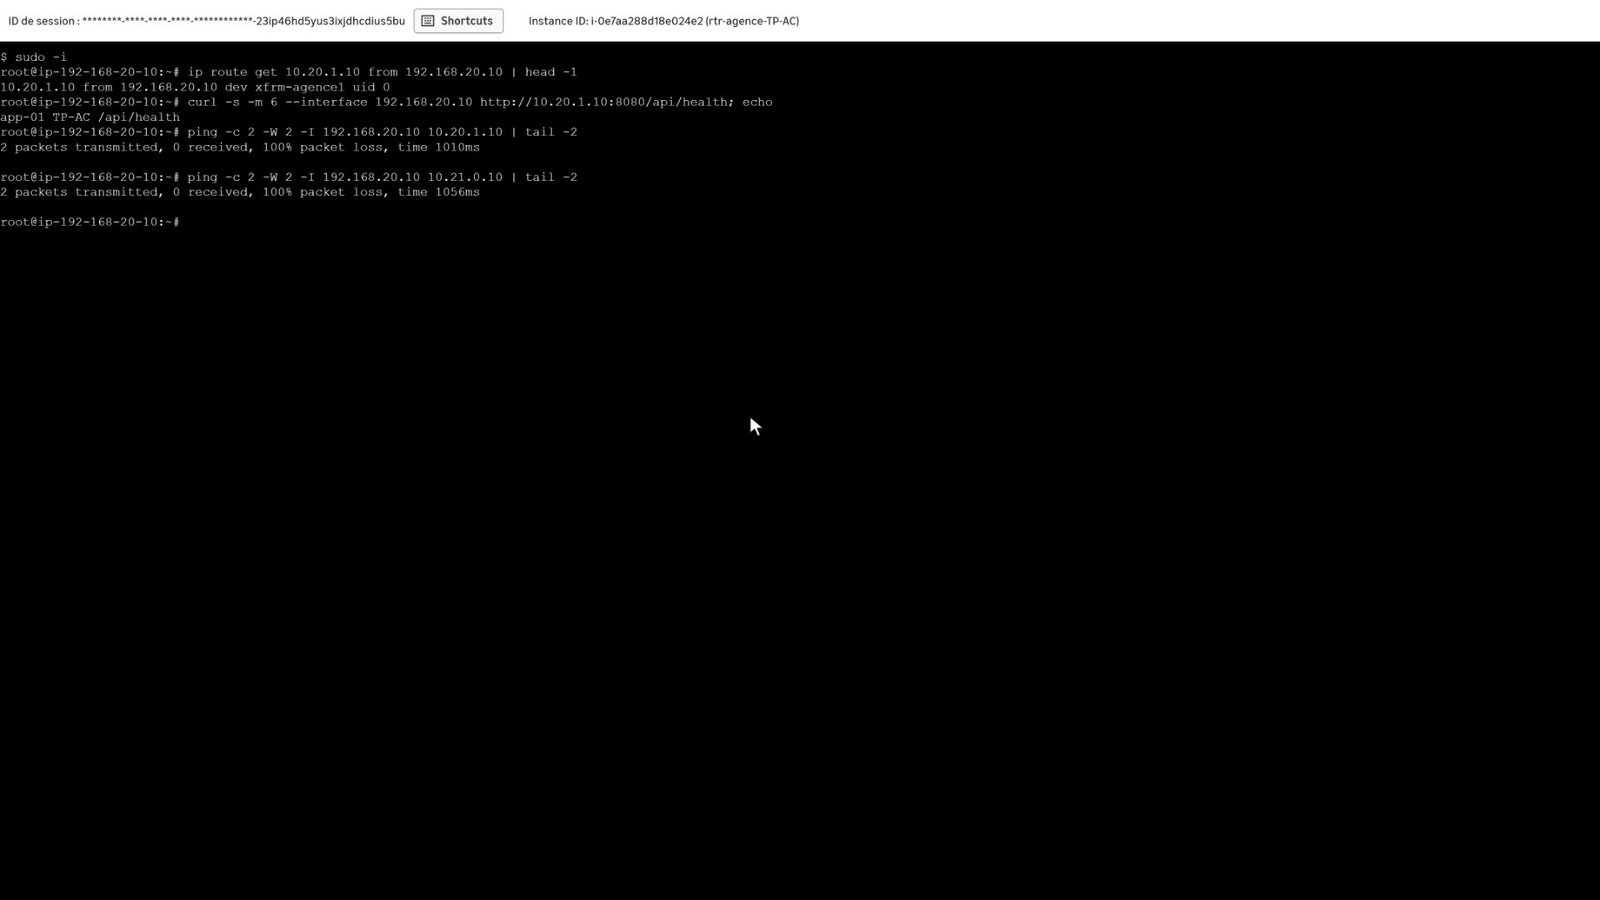 ID de session : ********-****-****-****-************-23ip46hd5yus3ixjdhcdius5bu
Shortcuts
Instance ID: i-0e7aa288d18e024e2 (rtr-agence-TP-AC)
$ sudo -i
root@ip-192-168-20-10:~# ip route get 10.20.1.10 from 192.168.20.10 | head -1
10.20.1.10 from 192.168.20.10 dev xfrm-agence1 uid 0
root@ip-192-168-20-10:~# curl -s -m 6 --interface 192.168.20.10 http://10.20.1.10:8080/api/health; echo
app-01 TP-AC /api/health
root@ip-192-168-20-10:~# ping -c 2 -W 2 -I 192.168.20.10 10.20.1.10 | tail -2
2 packets transmitted, 0 received, 100% packet loss, time 1010ms
root@ip-192-168-20-10:~# ping -c 2 -W 2 -I 192.168.20.10 10.21.0.10 | tail -2
2 packets transmitted, 0 received, 100% packet loss, time 1056ms
root@ip-192-168-20-10:~#